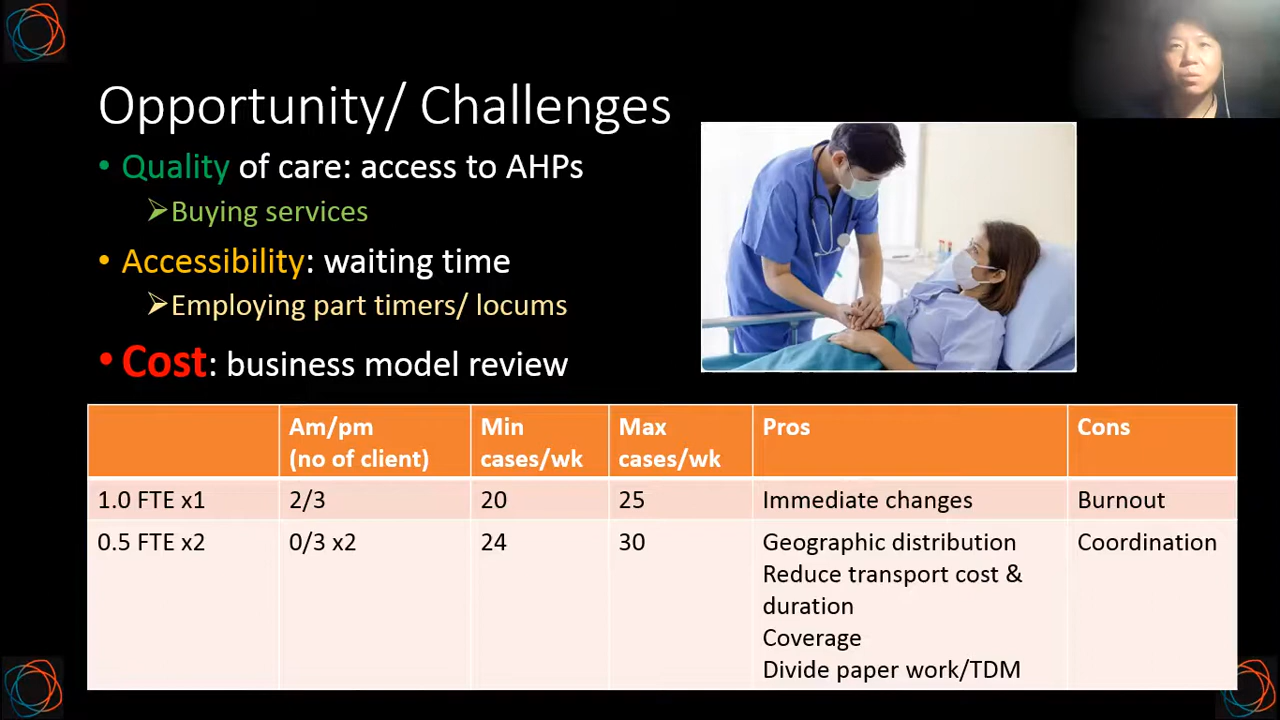 Opportunity/ Challenges
• Quality of care: access to AHPs
➢Buying services
• Accessibility: waiting time
➢Employing part timers/ locums
• Cost: business model review
Am/pm (no of client) Min cases/wk Max cases/wk Pros Cons
1.0 FTE x1 2/3 20 25 Immediate changes Burnout
0.5 FTE x2 0/3 x2 24 30 Geographic distribution Coordination
Reduce transport cost &
duration
Coverage
Divide paper work/TDM